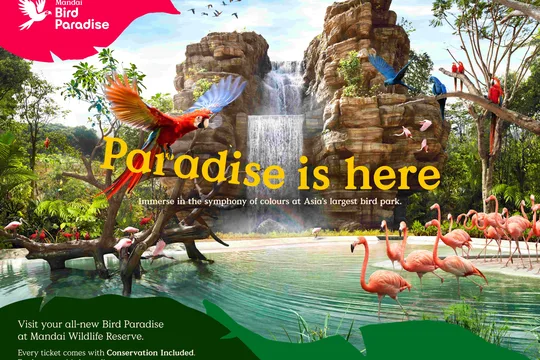 Mandai
Bird
Paradise
Paradise is here
Immerse in the symphony of colours at Asia's largest bird park.
Visit your all-new Bird Paradise
at Mandai Wildlife Reserve.
Every ticket comes with Conservation Included.